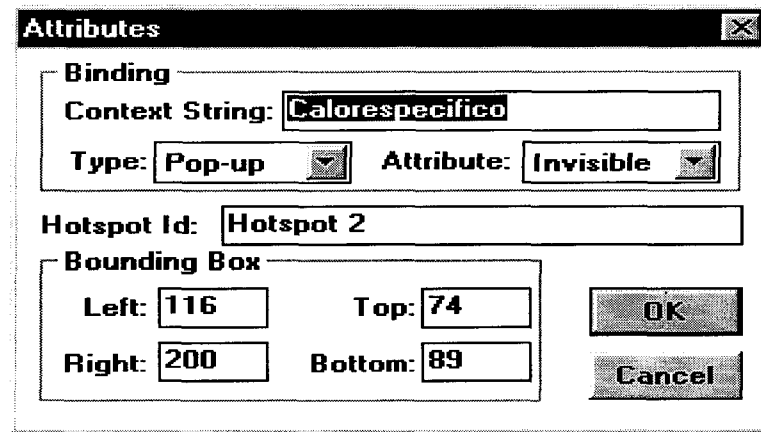 Attributes
Binding
Context String: Calorespecifico
Type: Pop-up Attribute: Invisible
Hotspot Id: Hotspot 2
Bounding Box
Left: 116 Top: 74
OK
Right: 200 Bottom: 89
Cancel